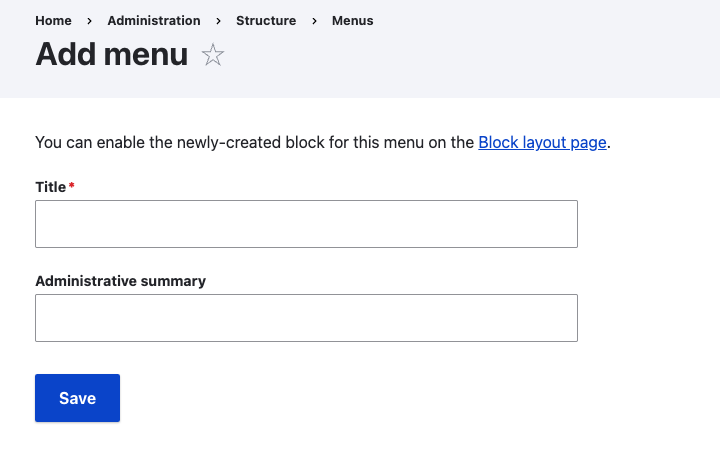 Home › Administration › Structure › Menus
Add menu ☆
You can enable the newly-created block for this menu on the Block layout page.
Title*
Administrative summary
Save